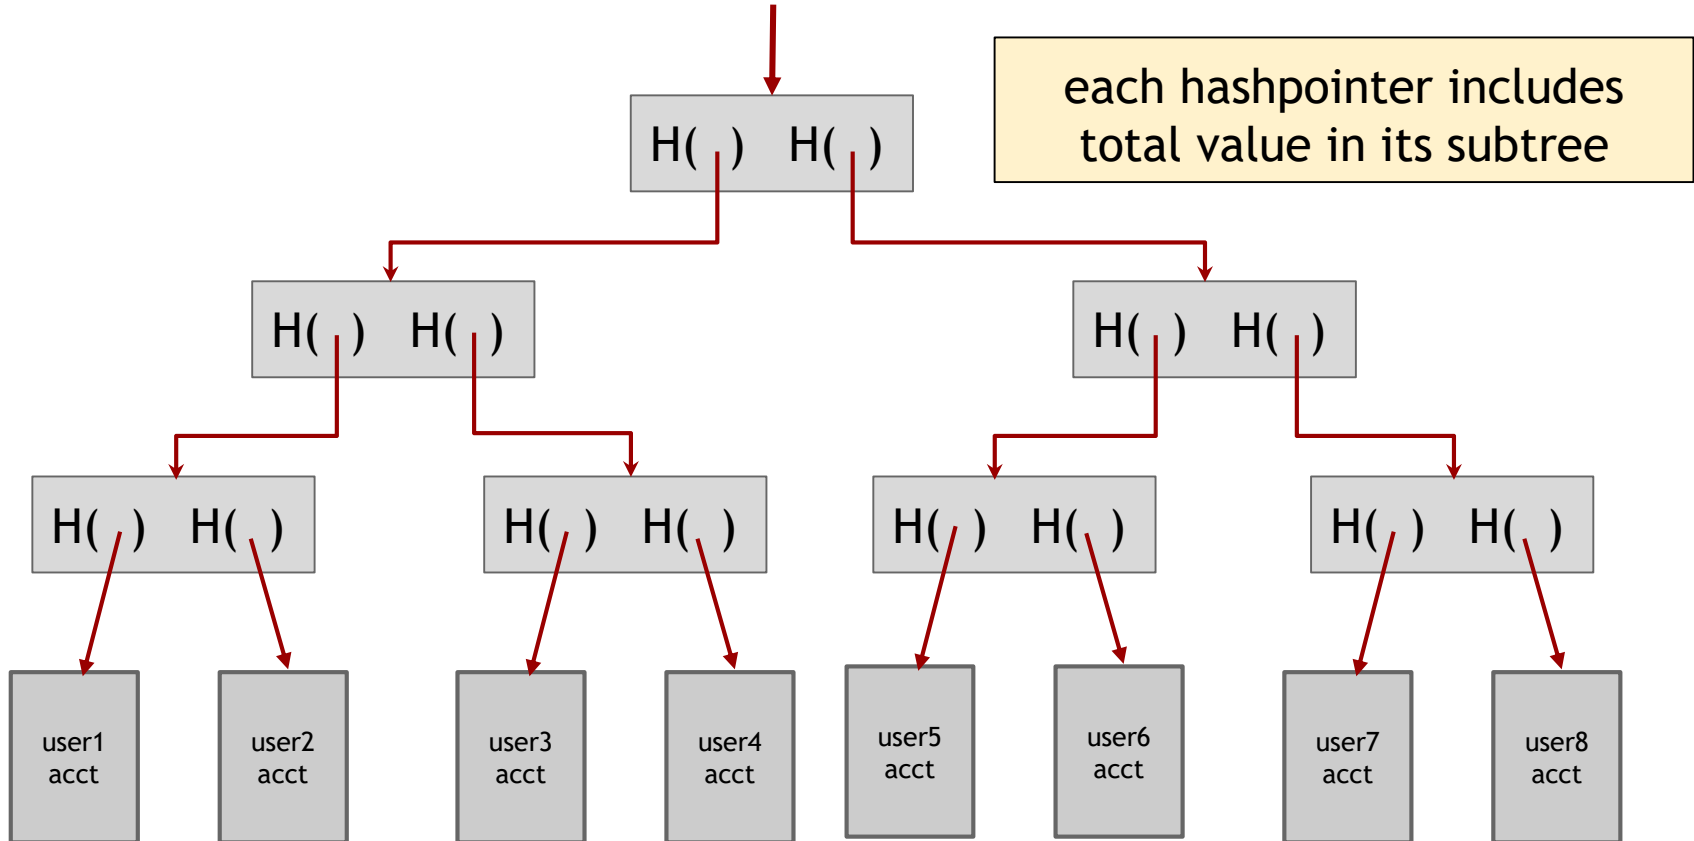 each hashpointer includes
total value in its subtree
H( ) H( )
H( ) H( )
H( ) H( )
H( ) H( )
H( ) H( )
H( ) H( )
H( ) H( )
user1
acct
user2
acct
user3
acct
user4
acct
user5
acct
user6
acct
user7
acct
user8
acct